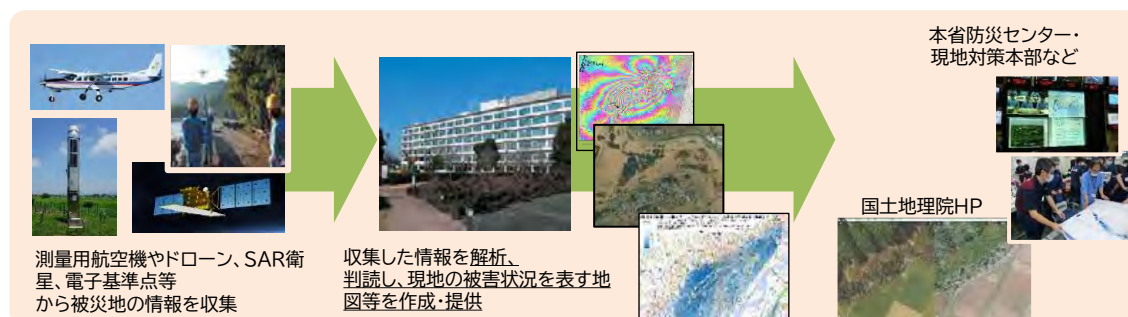 測量用航空機やドローン、SAR衛
星、電子基準点等
から被災地の情報を収集
収集した情報を解析、
判読し、現地の被害状況を表す地
図等を作成・提供
本省防災センター・
現地対策本部など
国土地理院HP